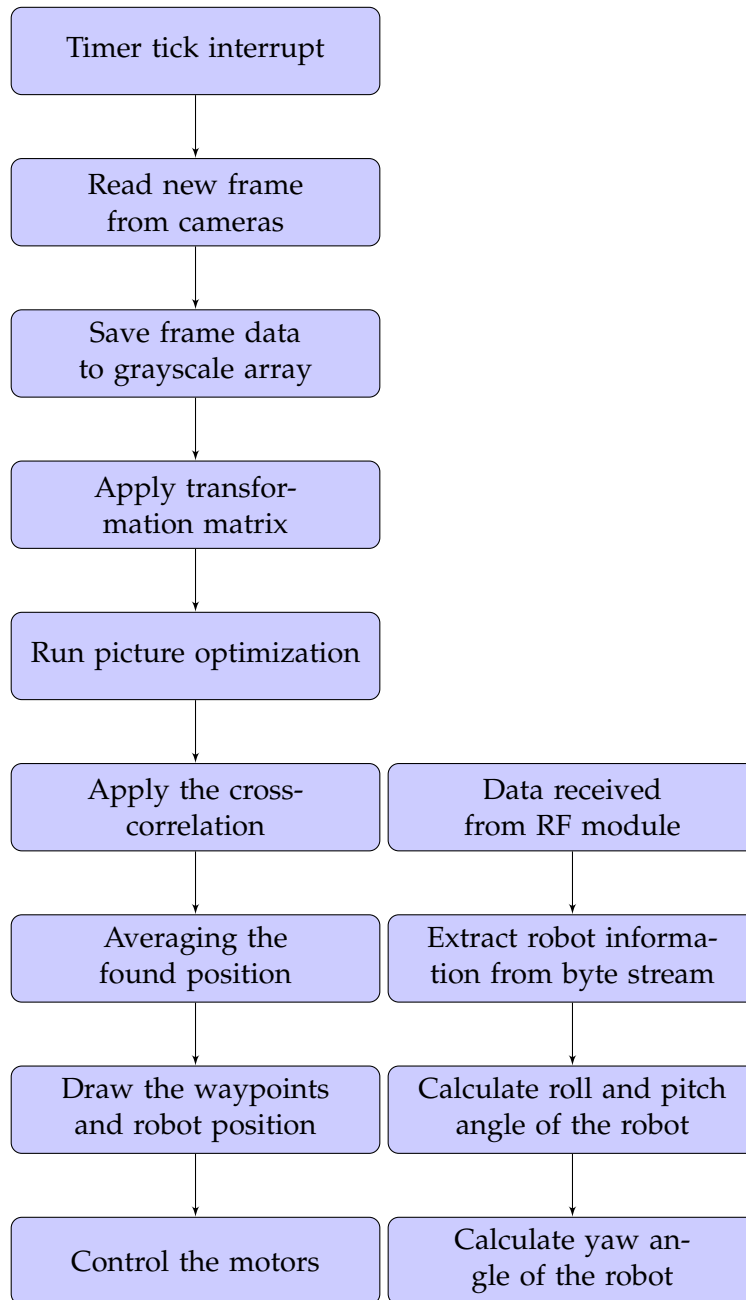 Timer tick interrupt
Read new frame
from cameras
Save frame data
to grayscale array
Apply transfor-
mation matrix
Run picture optimization
Apply the cross-
correlation
Averaging the
found position
Draw the waypoints
and robot position
Control the motors
Data received
from RF module
Extract robot informa-
tion from byte stream
Calculate roll and pitch
angle of the robot
Calculate yaw an-
gle of the robot